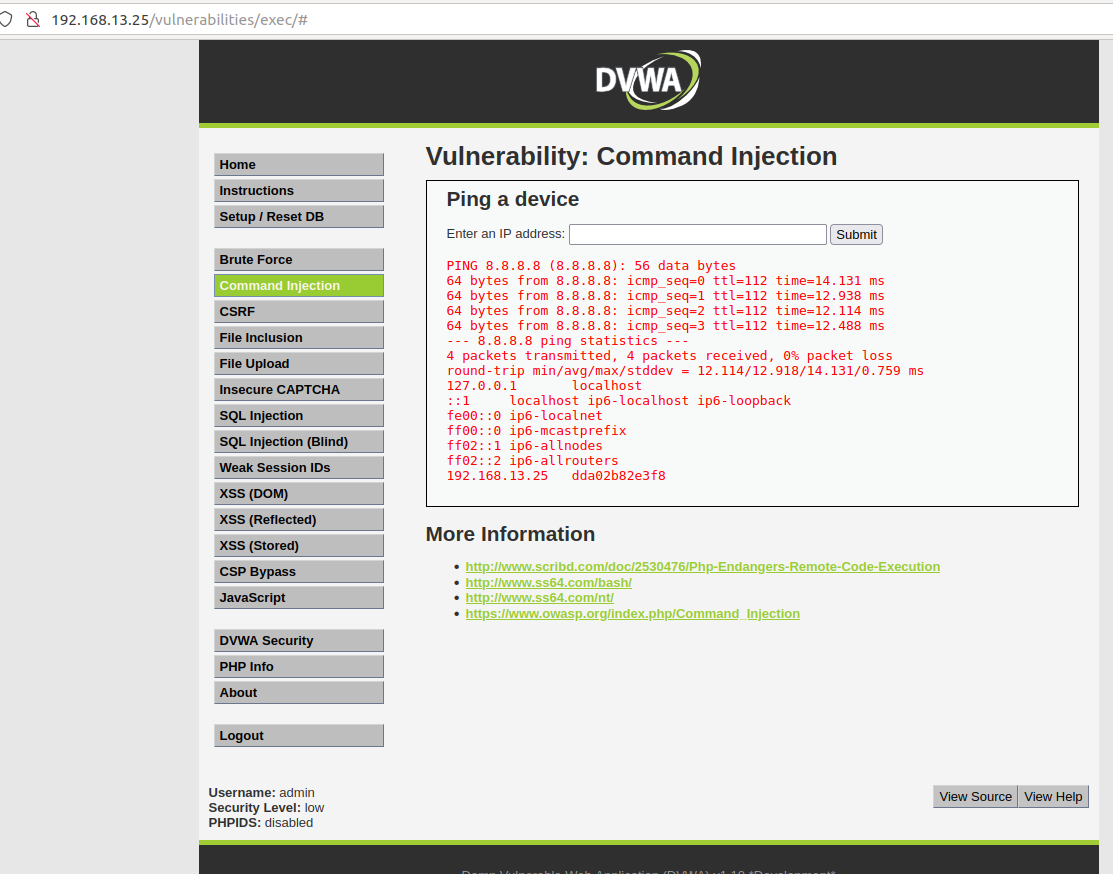 192.168.13.25/vulnerabilities/exec/#
DVWA
Home
Instructions
Setup / Reset DB
Brute Force
Command Injection
CSRF
File Inclusion
File Upload
Insecure CAPTCHA
SQL Injection
SQL Injection (Blind)
Weak Session IDs
XSS (DOM)
XSS (Reflected)
XSS (Stored)
CSP Bypass
JavaScript
DVWA Security
PHP Info
About
Logout
Vulnerability: Command Injection
Ping a device
Enter an IP address: Submit
PING 8.8.8.8 (8.8.8.8): 56 data bytes
64 bytes from 8.8.8.8: icmp_seq=0 ttl=112 time=14.131 ms
64 bytes from 8.8.8.8: icmp_seq=1 ttl=112 time=12.938 ms
64 bytes from 8.8.8.8: icmp_seq=2 ttl=112 time=12.114 ms
64 bytes from 8.8.8.8: icmp_seq=3 ttl=112 time=12.488 ms
--- 8.8.8.8 ping statistics ---
4 packets transmitted, 4 packets received, 0% packet loss
round-trip min/avg/max/stddev = 12.114/12.918/14.131/0.759 ms
127.0.0.1 localhost
::1 localhost ip6-localhost ip6-loopback
fe00::0 ip6-localnet
ff00::0 ip6-mcastprefix
ff02::1 ip6-allnodes
ff02::2 ip6-allrouters
192.168.13.25 dda02b82e3f8
More Information
http://www.scribd.com/doc/2530476/Php-Endangers-Remote-Code-Execution
http://www.ss64.com/bash/
http://www.ss64.com/nt/
https://www.owasp.org/index.php/Command_Injection
Username: admin
Security Level: low
PHPIDS: disabled
View Source View Help
Damn Vulnerable Web Application (DVWA) v1.10 *Development*